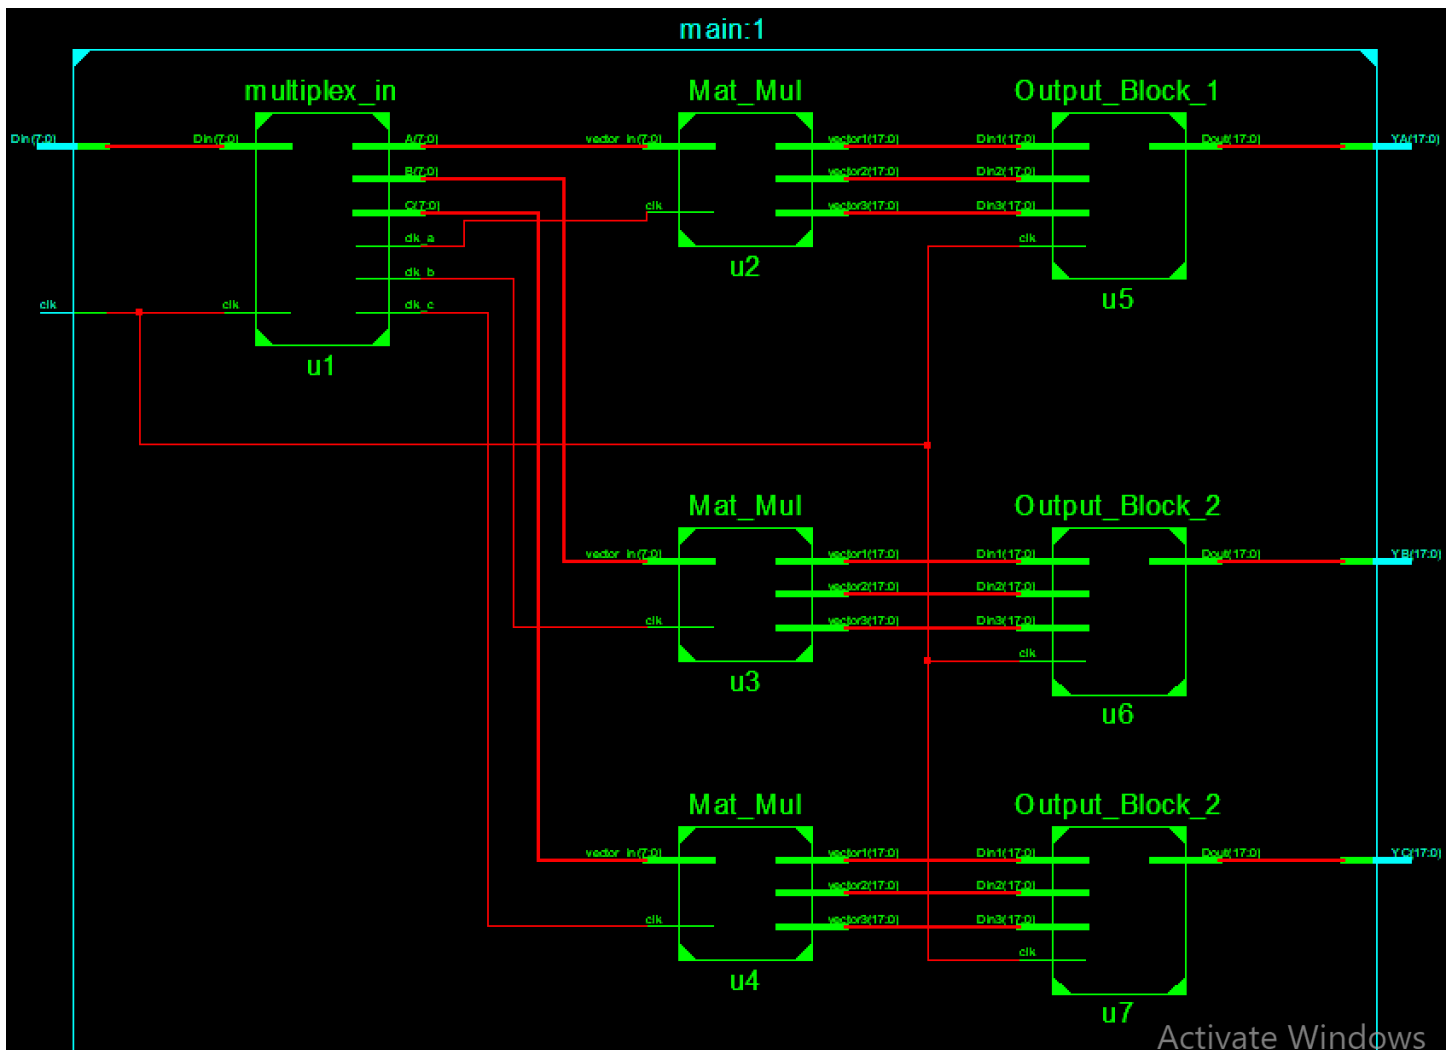 main:1
multiplex_in
Mat_Mul
Output_Block_1
Din(7:0)
Din(7:0)
A(7:0)
vector_in(7:0)
vector1(17:0)
Din1(17:0)
Dout(17:0)
YA(17:0)
B(7:0)
vector2(17:0)
Din2(17:0)
C(7:0)
clk
vector3(17:0)
Din3(17:0)
clk_a
clk
u2
clk_b
u5
clk
clk
clk_c
u1
Mat_Mul
Output_Block_2
vector_in(7:0)
vector1(17:0)
Din1(17:0)
Dout(17:0)
YB(17:0)
vector2(17:0)
Din2(17:0)
clk
vector3(17:0)
Din3(17:0)
clk
u3
u6
Mat_Mul
Output_Block_2
vector_in(7:0)
vector1(17:0)
Din1(17:0)
Dout(17:0)
YC(17:0)
vector2(17:0)
Din2(17:0)
clk
vector3(17:0)
Din3(17:0)
clk
u4
u7
Activate Windows